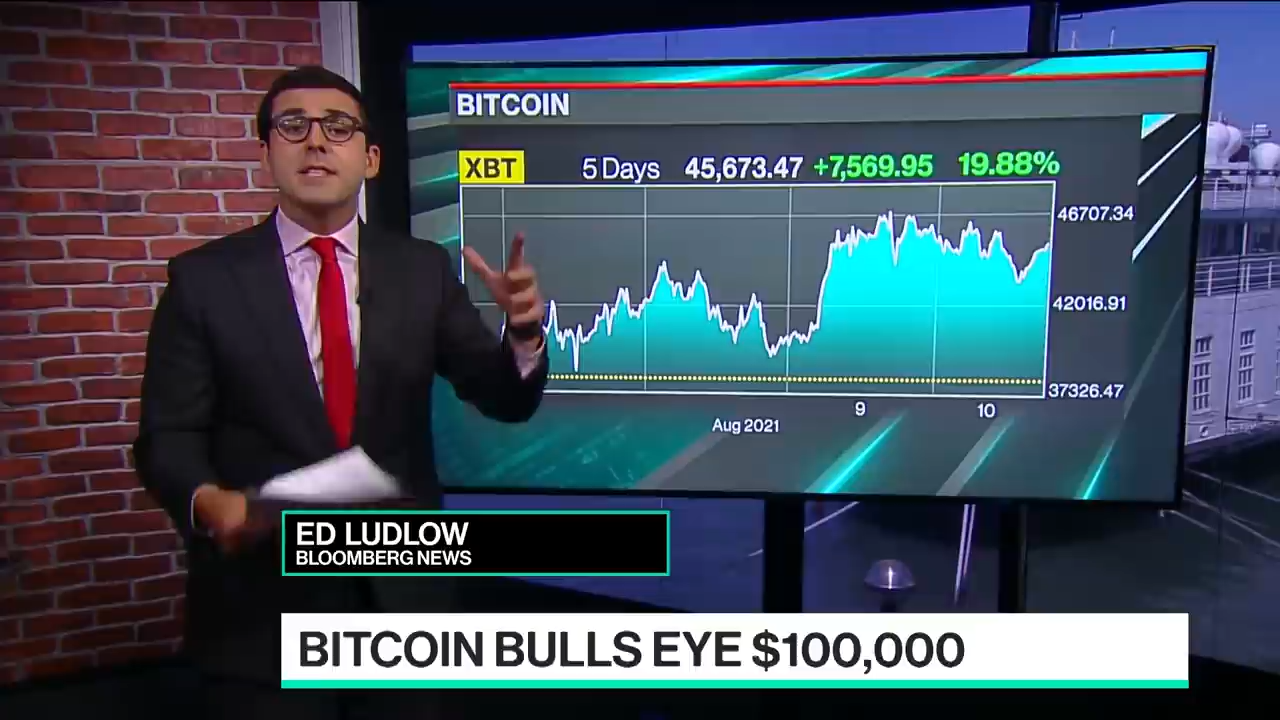 BITCOIN
XBT 5 Days 45,673.47 +7,569.95 19.88%
46707.34
42016.91
37326.47
9 10
Aug 2021
ED LUDLOW
BLOOMBERG NEWS
BITCOIN BULLS EYE $100,000